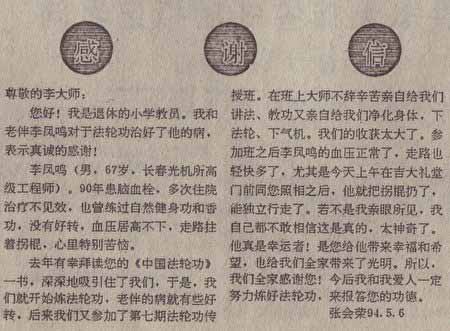 感谢信
尊敬的李大师：
您好！我是退休的小学教员。我和
老伴李凤鸣对于法轮功治好了他的病，
表示真诚的感谢！
李凤鸣（男，67岁，长春光机所高
级工程师）。90年患脑血栓，多次住院
治疗不见效，也曾练过自然健身功和香
功，没有好转，血压居高不下，走路拄
着拐棍，心里特别苦恼。
去年有幸拜读您的《中国法轮功》
一书，深深地吸引住了我们，于是，我
们就开始炼法轮功，老伴的病就有些好
转，后来我们又参加了第七期法轮功传
授班。在班上大师不辞辛苦亲自给我们
讲法、教功又亲自给我们净化身体，下
法轮、下气机，我们的收获太大了。参
加班之后李凤鸣的血压正常了，走路也
轻快多了，尤其是今天上午在吉大礼堂
门前同您照相之后，他就把拐棍扔了，
能独立行走了。若不是我亲眼所见，我
自己都不敢相信这是真的，太神奇了。
他真是幸运者！是您给他带来幸福和希
望，也给我们全家带来了光明。所以，
我们全家感谢您！今后我和我爱人一定
努力炼好法轮功，来报答您的功德。
张会荣94.5.6